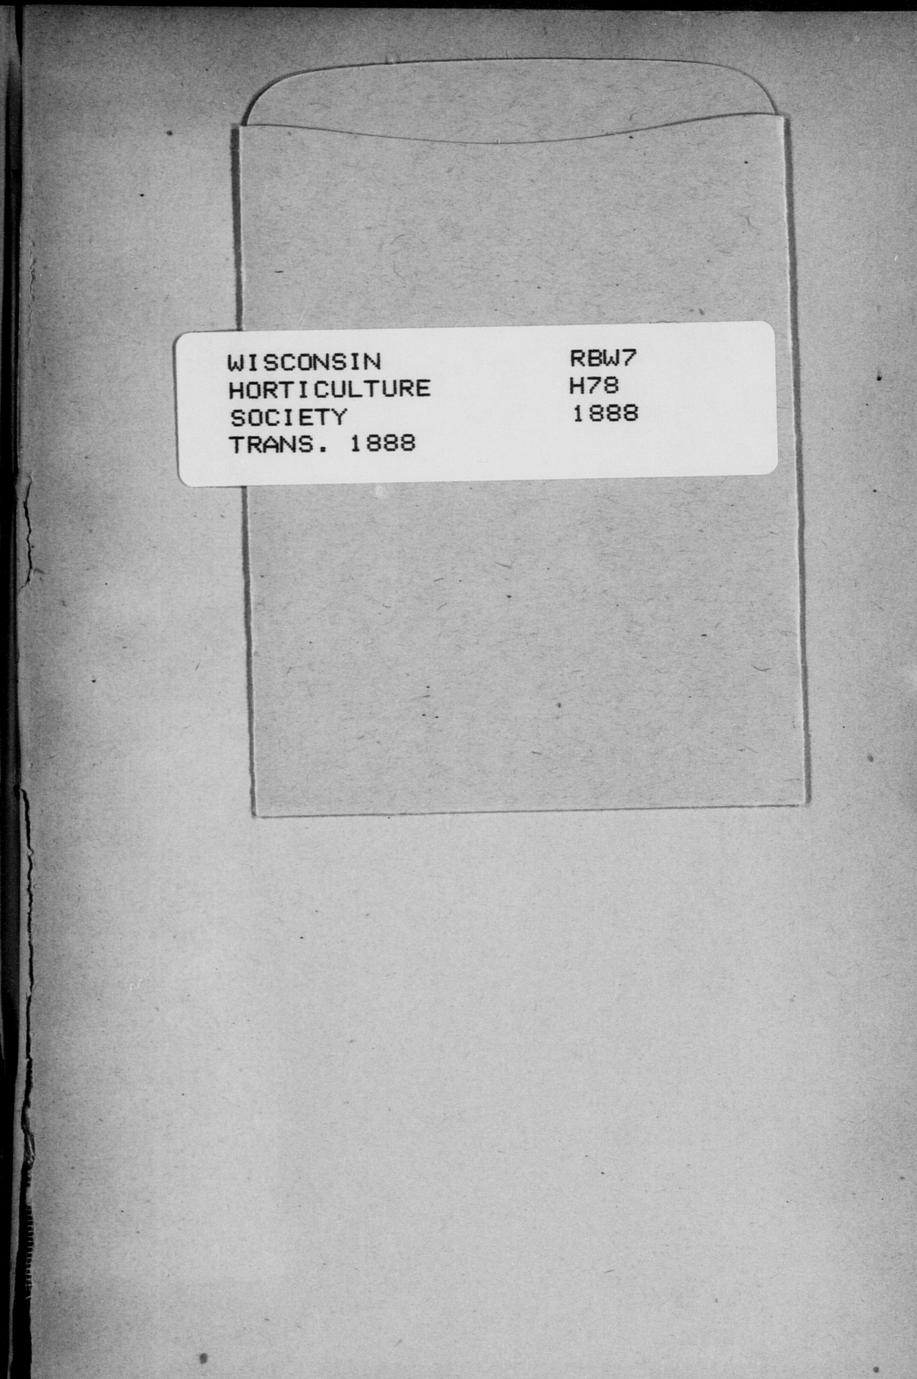 WISCONSIN RBW7
HORTICULTURE H78
SOCIETY 1888
TRANS. 1888